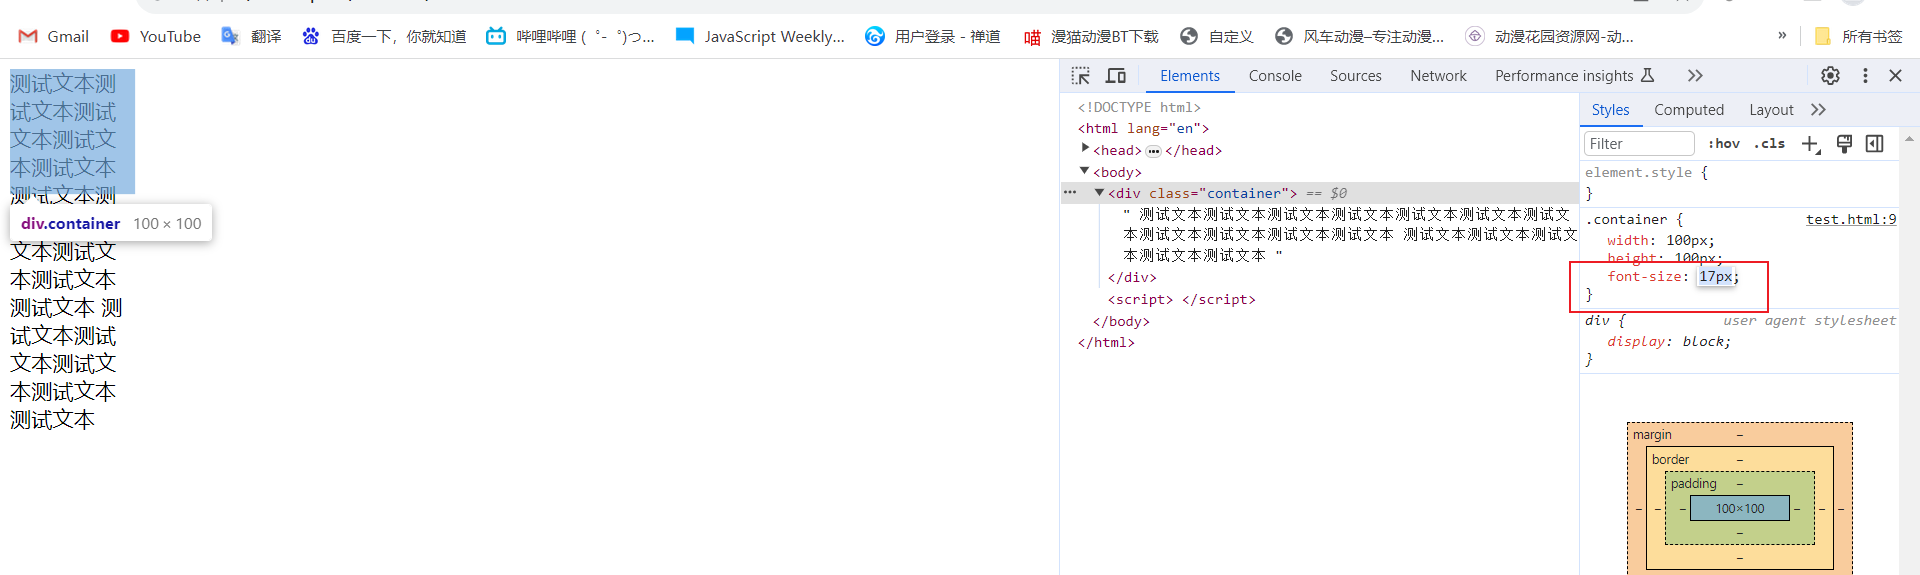 Gmail YouTube 翻译 百度一下，你就知道 哔哩哔哩 (゜-゜)つ... JavaScript Weekly... 用户登录 - 禅道 漫猫动漫BT下载 自定义 风车动漫–专注动漫... 动漫花园资源网-动... » 所有书签
测试文本测
试文本测试
文本测试文
本测试文本
测试文本测
div.container 100 × 100
文本测试文
本测试文本
测试文本 测
试文本测试
文本测试文
本测试文本
测试文本
Elements Console Sources Network Performance insights
<!DOCTYPE html>
<html lang="en">
<head> ••• </head>
<body>
<div class="container"> == $0
" 测试文本测试文本测试文本测试文本测试文本测试文本测试文
本测试文本测试文本测试文本测试文本 测试文本测试文本测试文
本测试文本测试文本 "
</div>
<script> </script>
</body>
</html>
Styles Computed Layout
Filter :hov .cls
element.style {
}
.container { test.html:9
width: 100px;
height: 100px;
font-size: 17px;
}
div { user agent stylesheet
display: block;
}
margin –
border –
padding –
– – – 100×100 – – –
–
–